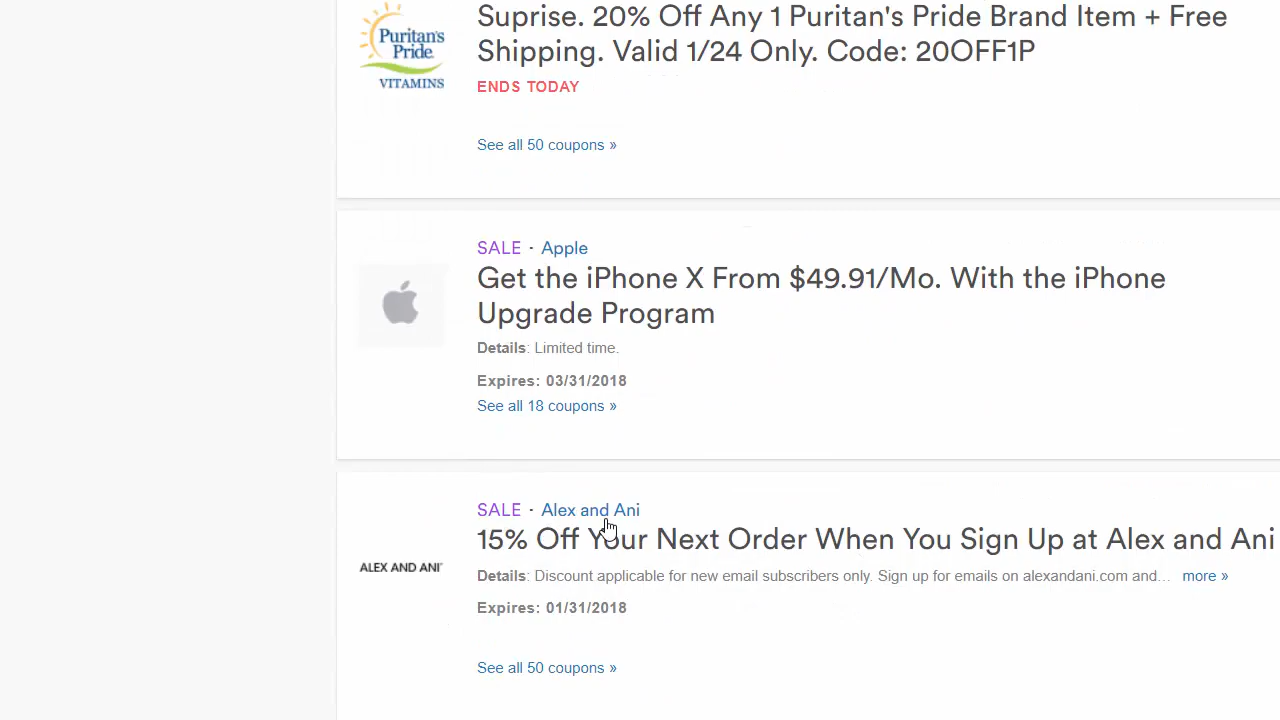 Puritan's
Pride
VITAMINS
Suprise. 20% Off Any 1 Puritan's Pride Brand Item + Free
Shipping. Valid 1/24 Only. Code: 20OFF1P
ENDS TODAY
See all 50 coupons »
SALE · Apple
Get the iPhone X From $49.91/Mo. With the iPhone
Upgrade Program
Details: Limited time.
Expires: 03/31/2018
See all 18 coupons »
SALE · Alex and Ani
15% Off Your Next Order When You Sign Up at Alex and Ani
ALEX AND ANI
Details: Discount applicable for new email subscribers only. Sign up for emails on alexandani.com and... more »
Expires: 01/31/2018
See all 50 coupons »